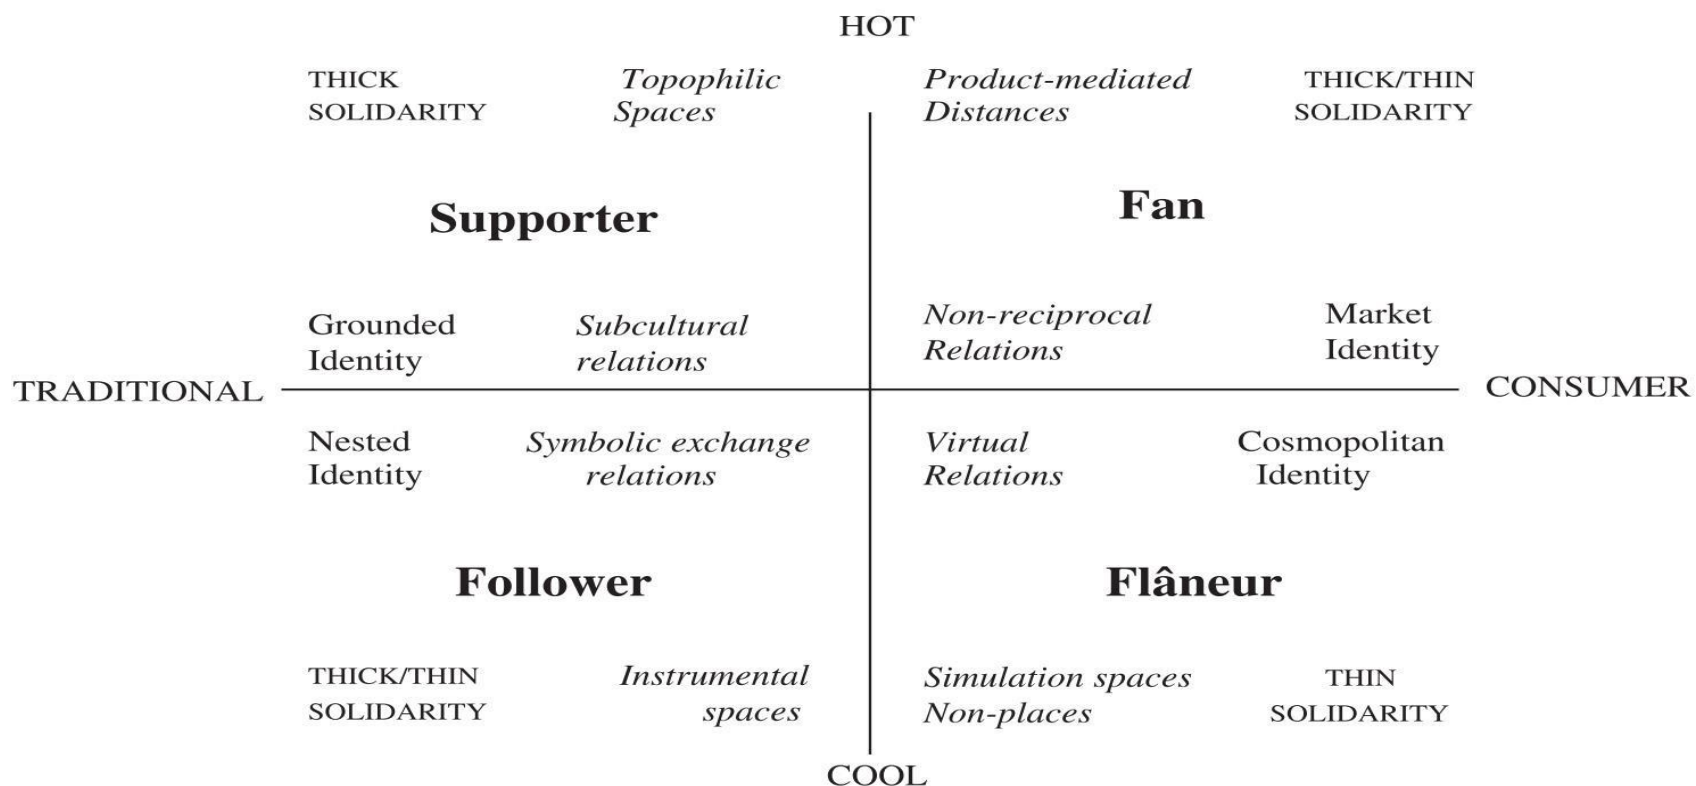 HOT
THICK
SOLIDARITY
Topophilic
Spaces
Product-mediated
Distances
THICK/THIN
SOLIDARITY
Supporter
Fan
Grounded
Identity
Subcultural
relations
Non-reciprocal
Relations
Market
Identity
TRADITIONAL
CONSUMER
Nested
Identity
Symbolic exchange
relations
Virtual
Relations
Cosmopolitan
Identity
Follower
Flâneur
THICK/THIN
SOLIDARITY
Instrumental
spaces
Simulation spaces
Non-places
THIN
SOLIDARITY
COOL